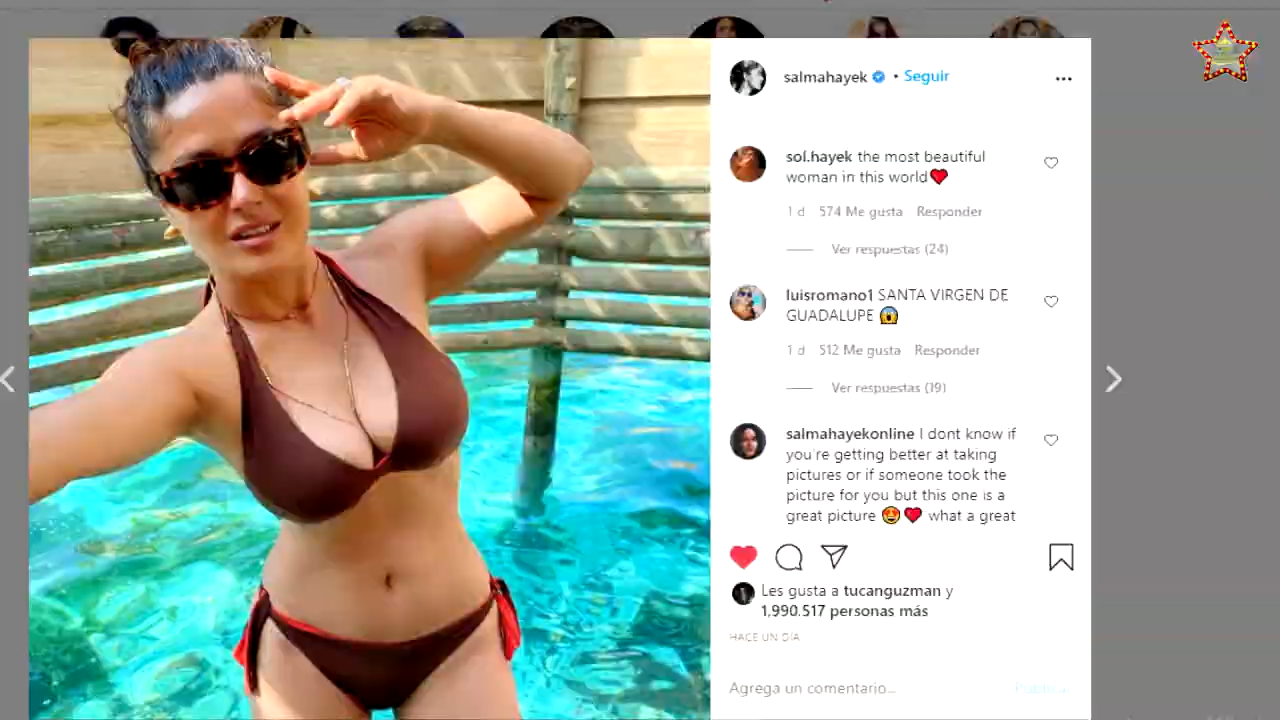 salmahayek • Seguir
sol.hayek the most beautiful
woman in this world
1 d 574 Me gusta Responder
Ver respuestas (24)
luisromano1 SANTA VIRGEN DE
GUADALUPE
1 d 512 Me gusta Responder
Ver respuestas (19)
salmahayekonline I dont know if
you're getting better at taking
pictures or if someone took the
picture for you but this one is a
great picture what a great
Les gusta a tucanguzman y
1,990.517 personas más
HACE UN DÍA
Agrega un comentario...
Publicar